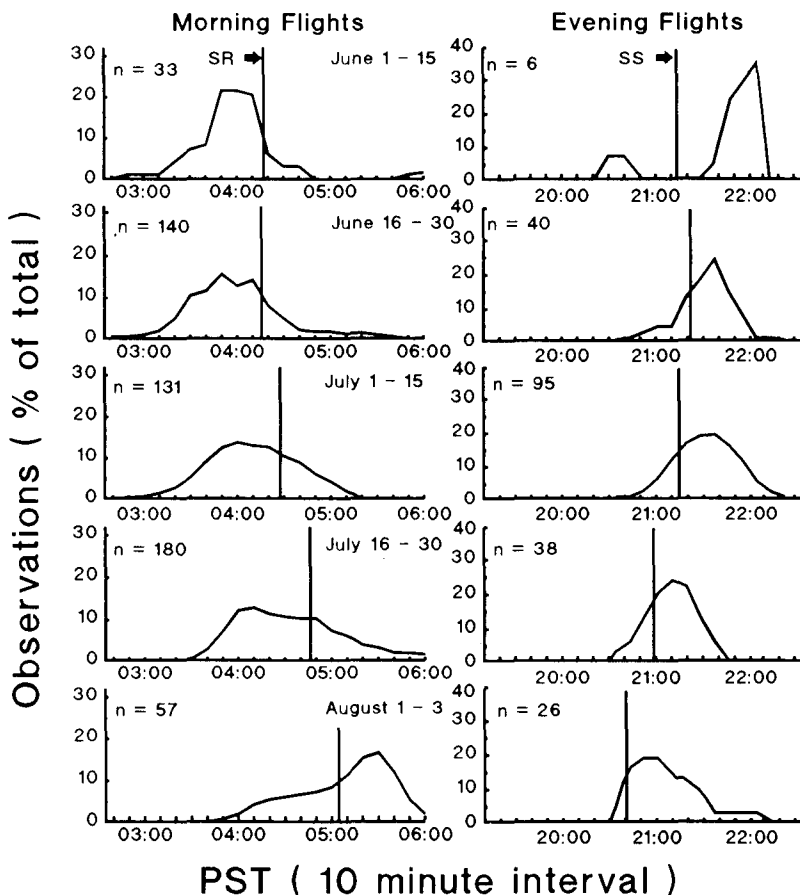 Morning Flights Evening Flights
Observations ( % of total)
30 SR June 1 - 15 40 SS
n = 33 n = 6
20 30
20
10 10
0 0
03:00 04:00 05:00 06:00 20:00 21:00 22:00
30 June 16 - 30 40
n = 140 n = 40
20 30
20
10 10
0 0
03:00 04:00 05:00 06:00 20:00 21:00 22:00
30 July 1 - 15 40
n = 131 n = 95
20 30
20
10 10
0 0
03:00 04:00 05:00 06:00 20:00 21:00 22:00
30 July 16 - 30 40
n = 180 n = 38
20 30
20
10 10
0 0
03:00 04:00 05:00 06:00 20:00 21:00 22:00
30 August 1 - 3 40
n = 57 n = 26
20 30
20
10 10
0 0
03:00 04:00 05:00 06:00 20:00 21:00 22:00
PST ( 10 minute interval )